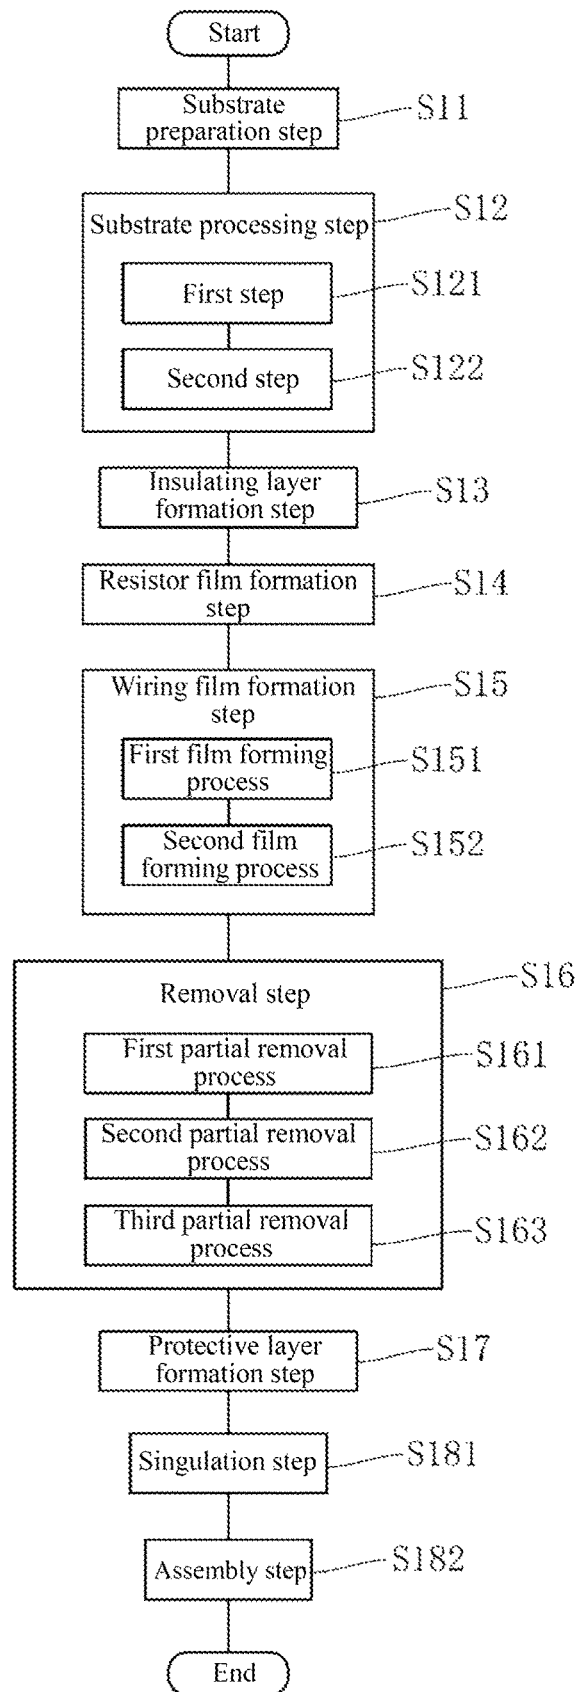 Start
Substrate
preparation step
S11
Substrate processing step
S12
First step
S121
Second step
S122
Insulating layer
formation step
S13
Resistor film formation
step
S14
Wiring film formation
step
S15
First film forming
process
S151
Second film
forming process
S152
Removal step
S16
First partial removal
process
S161
Second partial removal
process
S162
Third partial removal
process
S163
Protective layer
formation step
S17
Singulation step
S181
Assembly step
S182
End